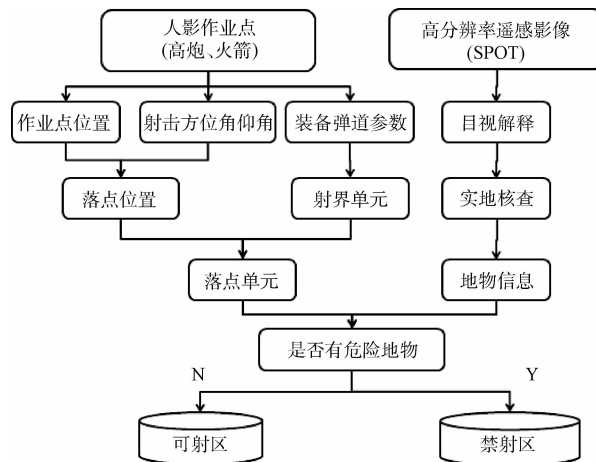 人影作业点
(高炮、火箭)
高分辨率遥感影像
(SPOT)
作业点位置
射击方位角仰角
装备弹道参数
目视解释
落点位置
射界单元
实地核查
落点单元
地物信息
是否有危险地物
N
Y
可射区
禁射区